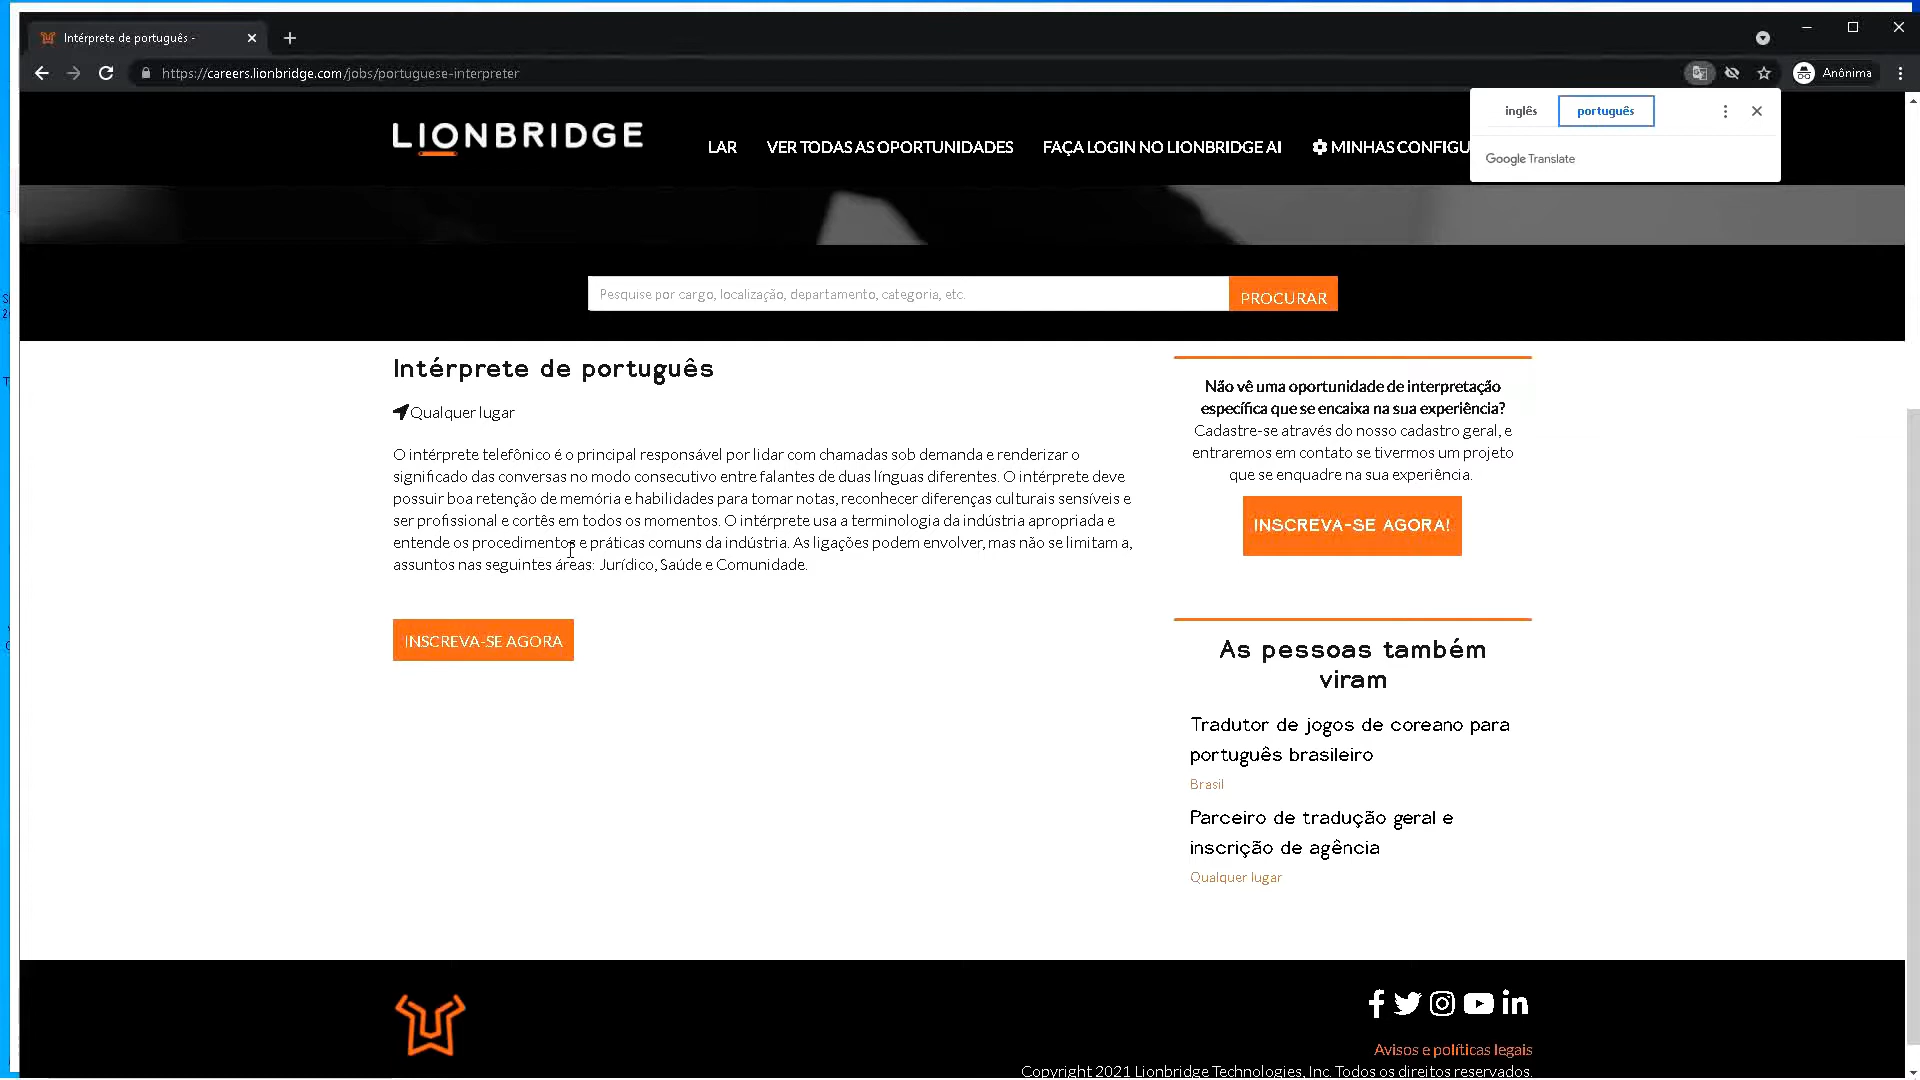 Intérprete de português -
https://careers.lionbridge.com/jobs/portuguese-interpreter
Anônima
inglês
português
Google Translate
LIONBRIDGE
LAR
VER TODAS AS OPORTUNIDADES
FAÇA LOGIN NO LIONBRIDGE AI
MINHAS CONFIGU
Pesquise por cargo, localização, departamento, categoria, etc.
PROCURAR
Intérprete de português
Qualquer lugar
O intérprete telefônico é o principal responsável por lidar com chamadas sob demanda e renderizar o
significado das conversas no modo consecutivo entre falantes de duas línguas diferentes. O intérprete deve
possuir boa retenção de memória e habilidades para tomar notas, reconhecer diferenças culturais sensíveis e
ser profissional e cortês em todos os momentos. O intérprete usa a terminologia da indústria apropriada e
entende os procedimentos e práticas comuns da indústria. As ligações podem envolver, mas não se limitam a,
assuntos nas seguintes áreas: Jurídico, Saúde e Comunidade.
INSCREVA-SE AGORA
Não vê uma oportunidade de interpretação
específica que se encaixa na sua experiência?
Cadastre-se através do nosso cadastro geral, e
entraremos em contato se tivermos um projeto
que se enquadre na sua experiência.
INSCREVA-SE AGORA!
As pessoas também
viram
Tradutor de jogos de coreano para
português brasileiro
Brasil
Parceiro de tradução geral e
inscrição de agência
Qualquer lugar
Avisos e políticas legais
Copyright 2021 Lionbridge Technologies, Inc. Todos os direitos reservados.